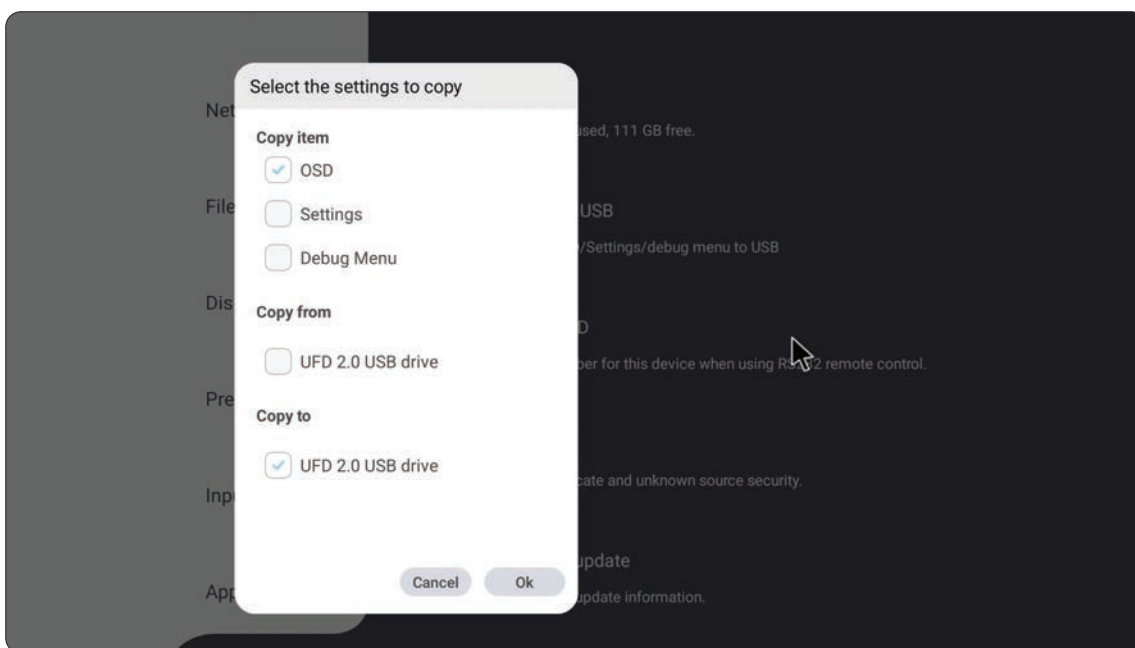 Select the settings to copy
Copy item
OSD
Settings
Debug Menu
Copy from
UFD 2.0 USB drive
Copy to
UFD 2.0 USB drive
Cancel
Ok
Net
File
Dis
Pre
Inp
App
used, 111 GB free.
USB
/Settings/debug menu to USB
D
ber for this device when using RS232 remote control.
cate and unknown source security.
update
update information.